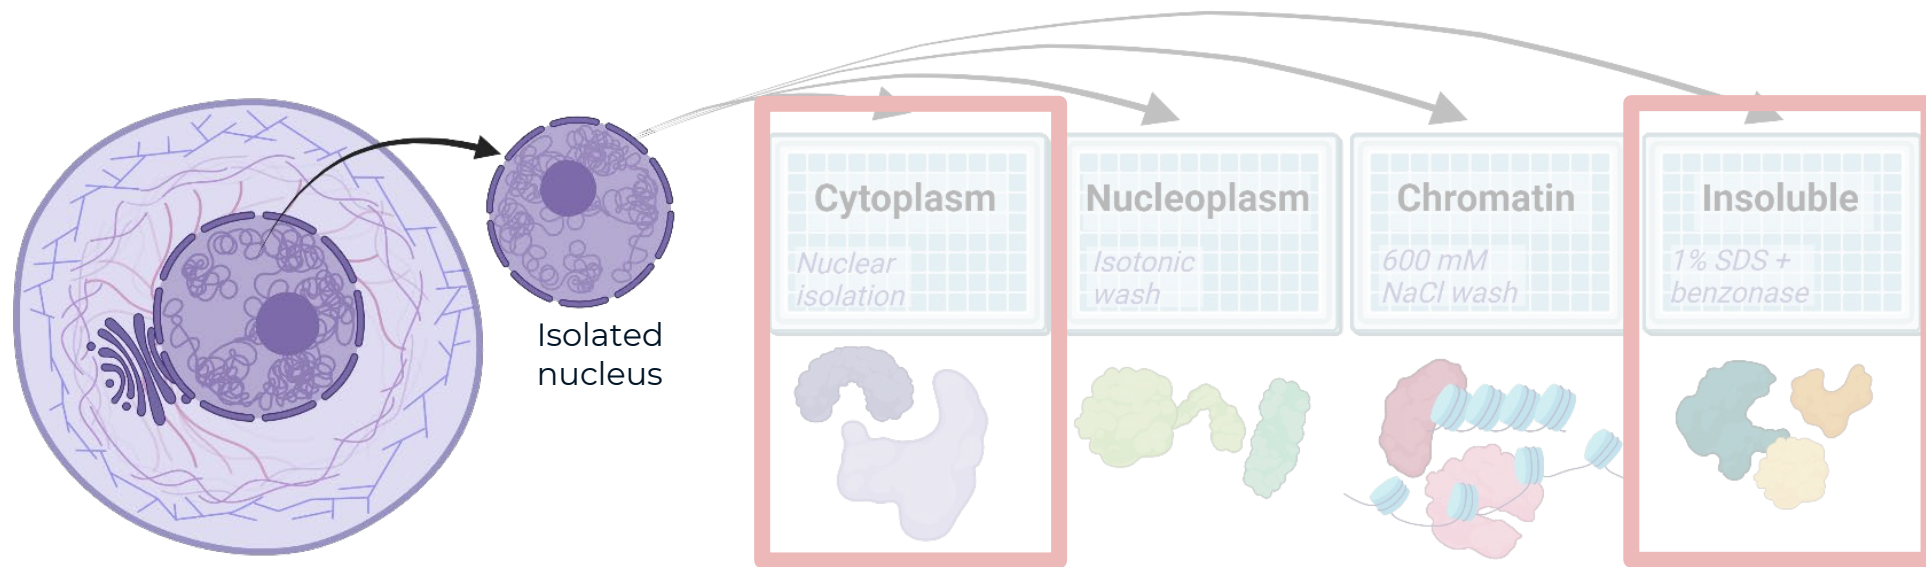 Isolated
nucleus
Cytoplasm
Nuclear
isolation
Nucleoplasm
Isotonic
wash
Chromatin
600 mM
NaCl wash
Insoluble
1% SDS +
benzonase